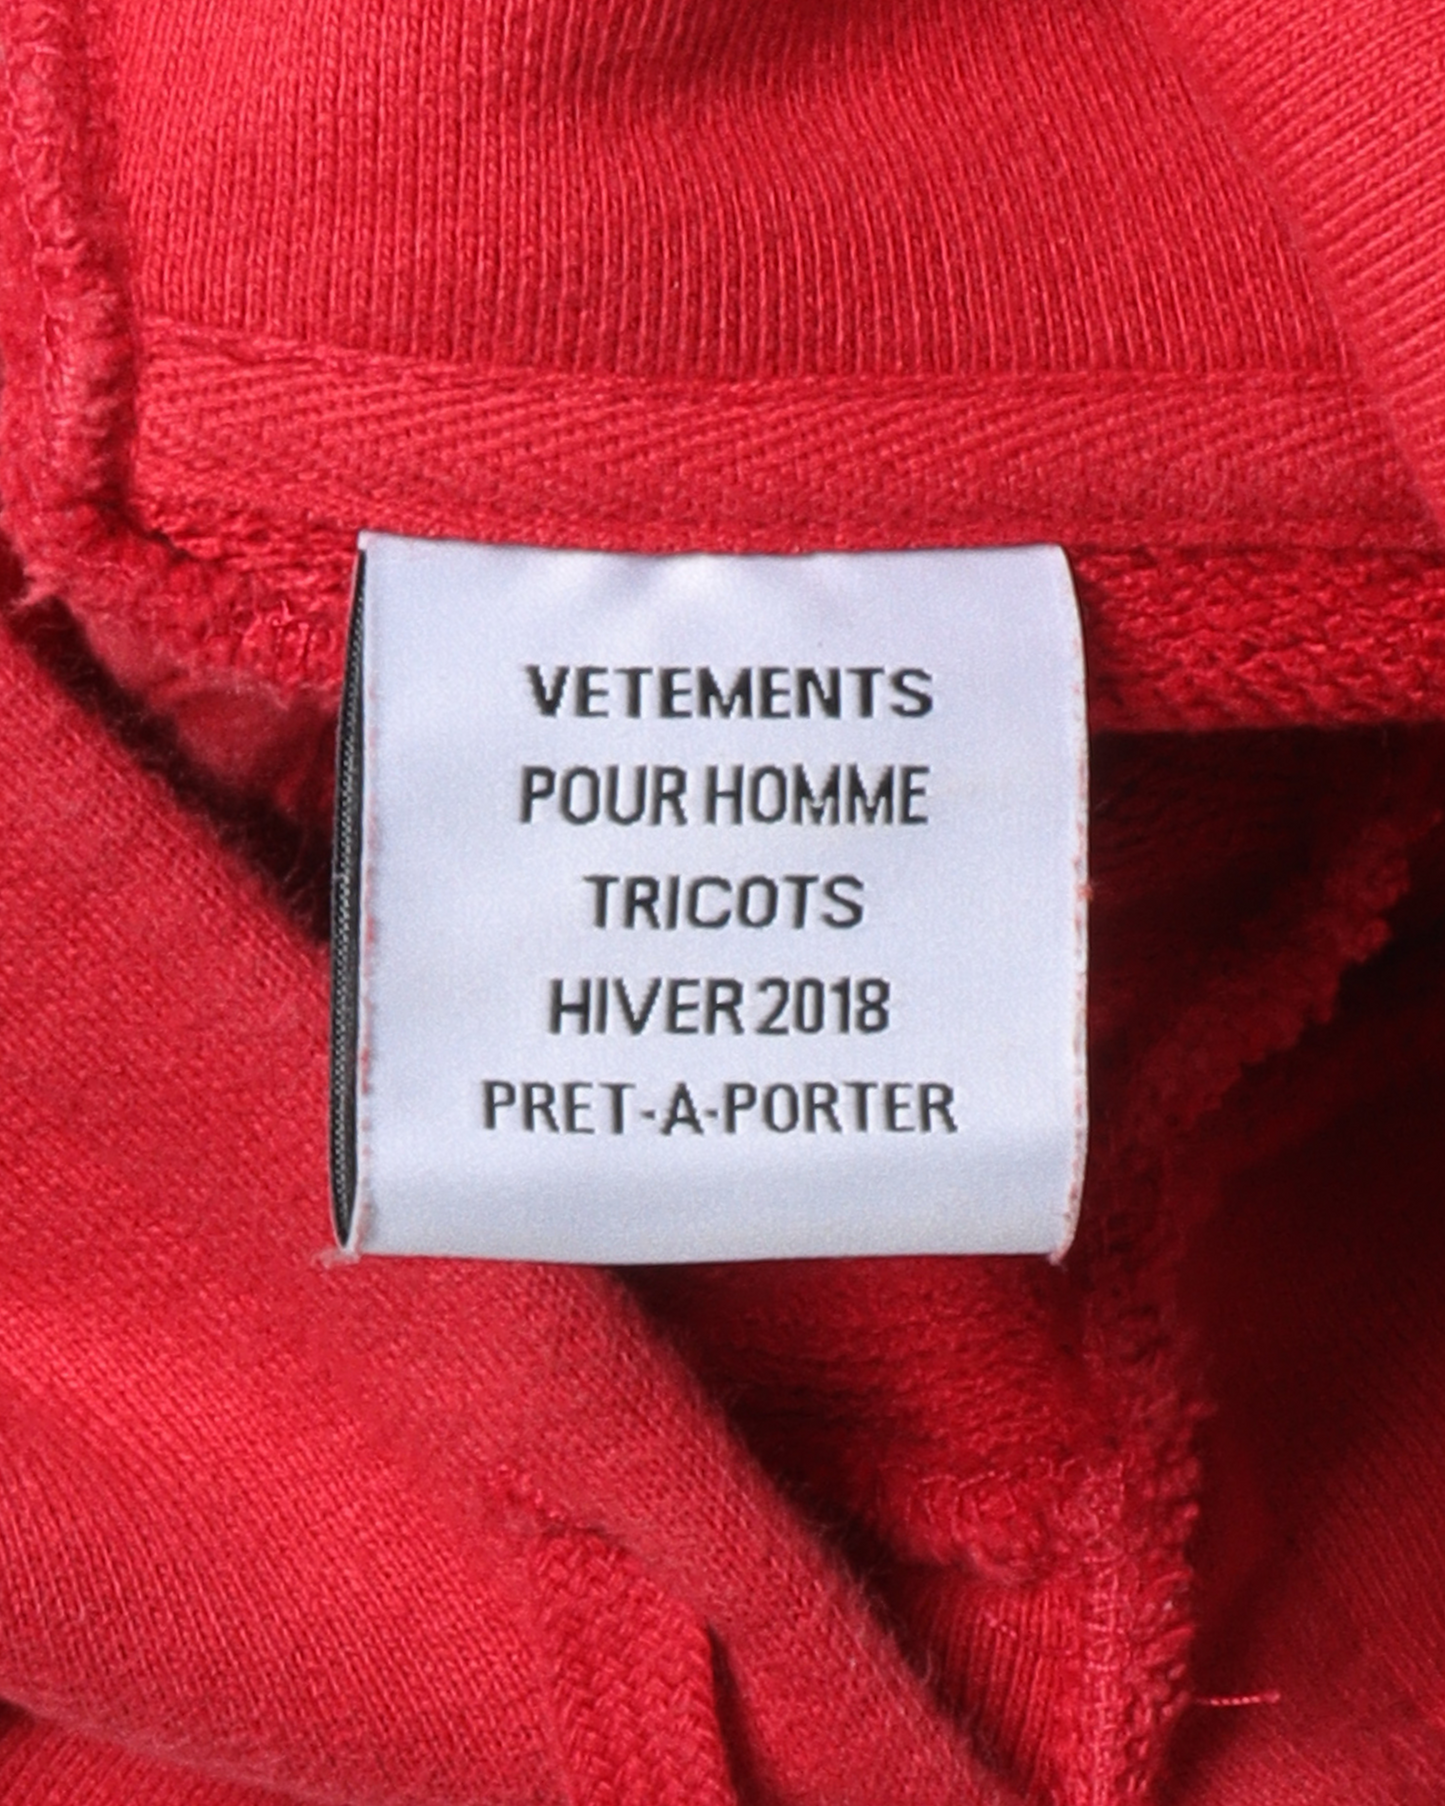 VETEMENTS
POUR HOMME
TRICOTS
HIVER 2018
PRET-A-PORTER